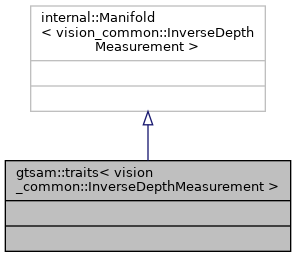 internal::Manifold
< vision_common::InverseDepth
Measurement >
gtsam::traits< vision
_common::InverseDepthMeasurement >